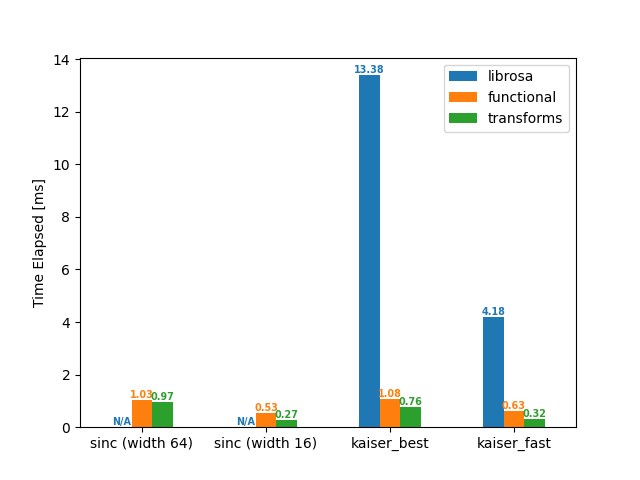 14
12
10
8
6
4
2
0
Time Elapsed [ms]
librosa
functional
transforms
N/A
1.03
0.97
N/A
0.53
0.27
13.38
1.08
0.76
4.18
0.63
0.32
sinc (width 64)
sinc (width 16)
kaiser_best
kaiser_fast